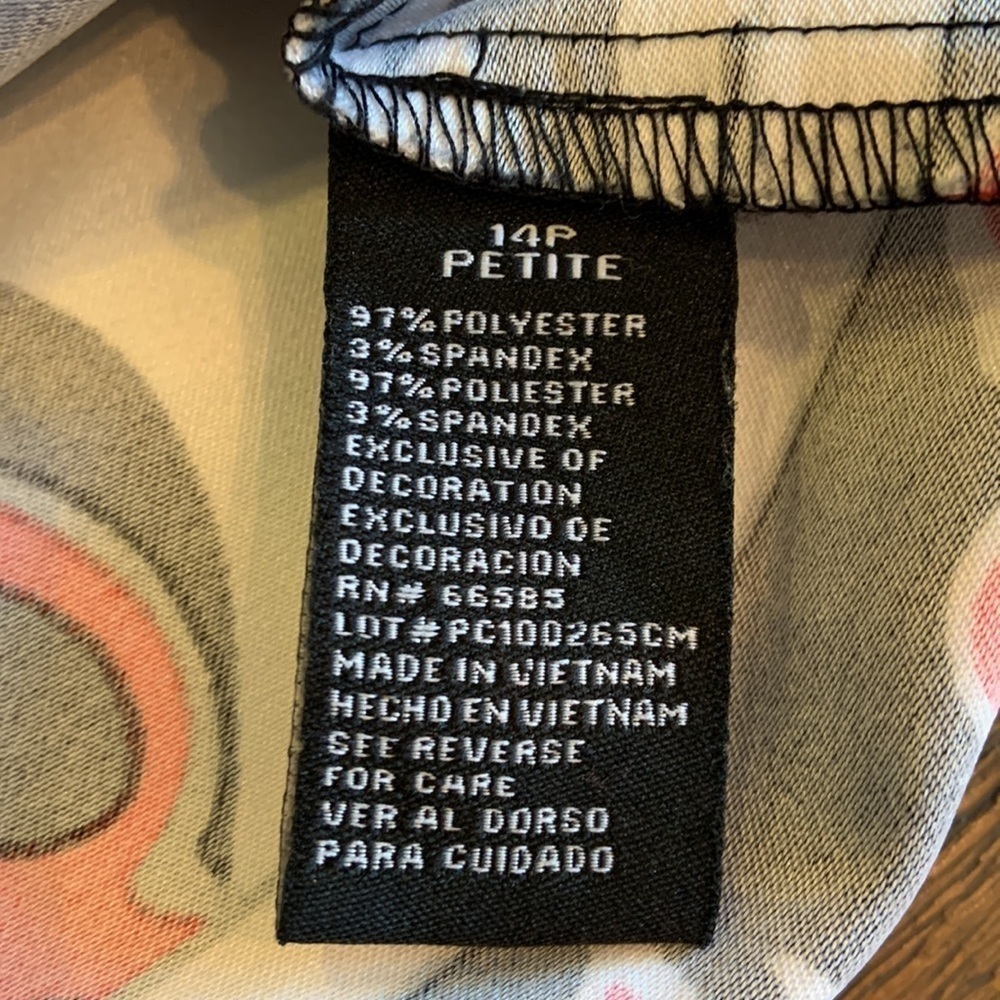 14P
PETITE
97% POLYESTER
3% SPANDEX
97% POLIESTER
3% SPANDEX
EXCLUSIVE OF
DECORATION
EXCLUSIVO DE
DECORACION
RN# 66585
LOT# PC100265CM
MADE IN VIETNAM
HECHO EN VIETNAM
SEE REVERSE
FOR CARE
VER AL DORSO
PARA CUIDADO